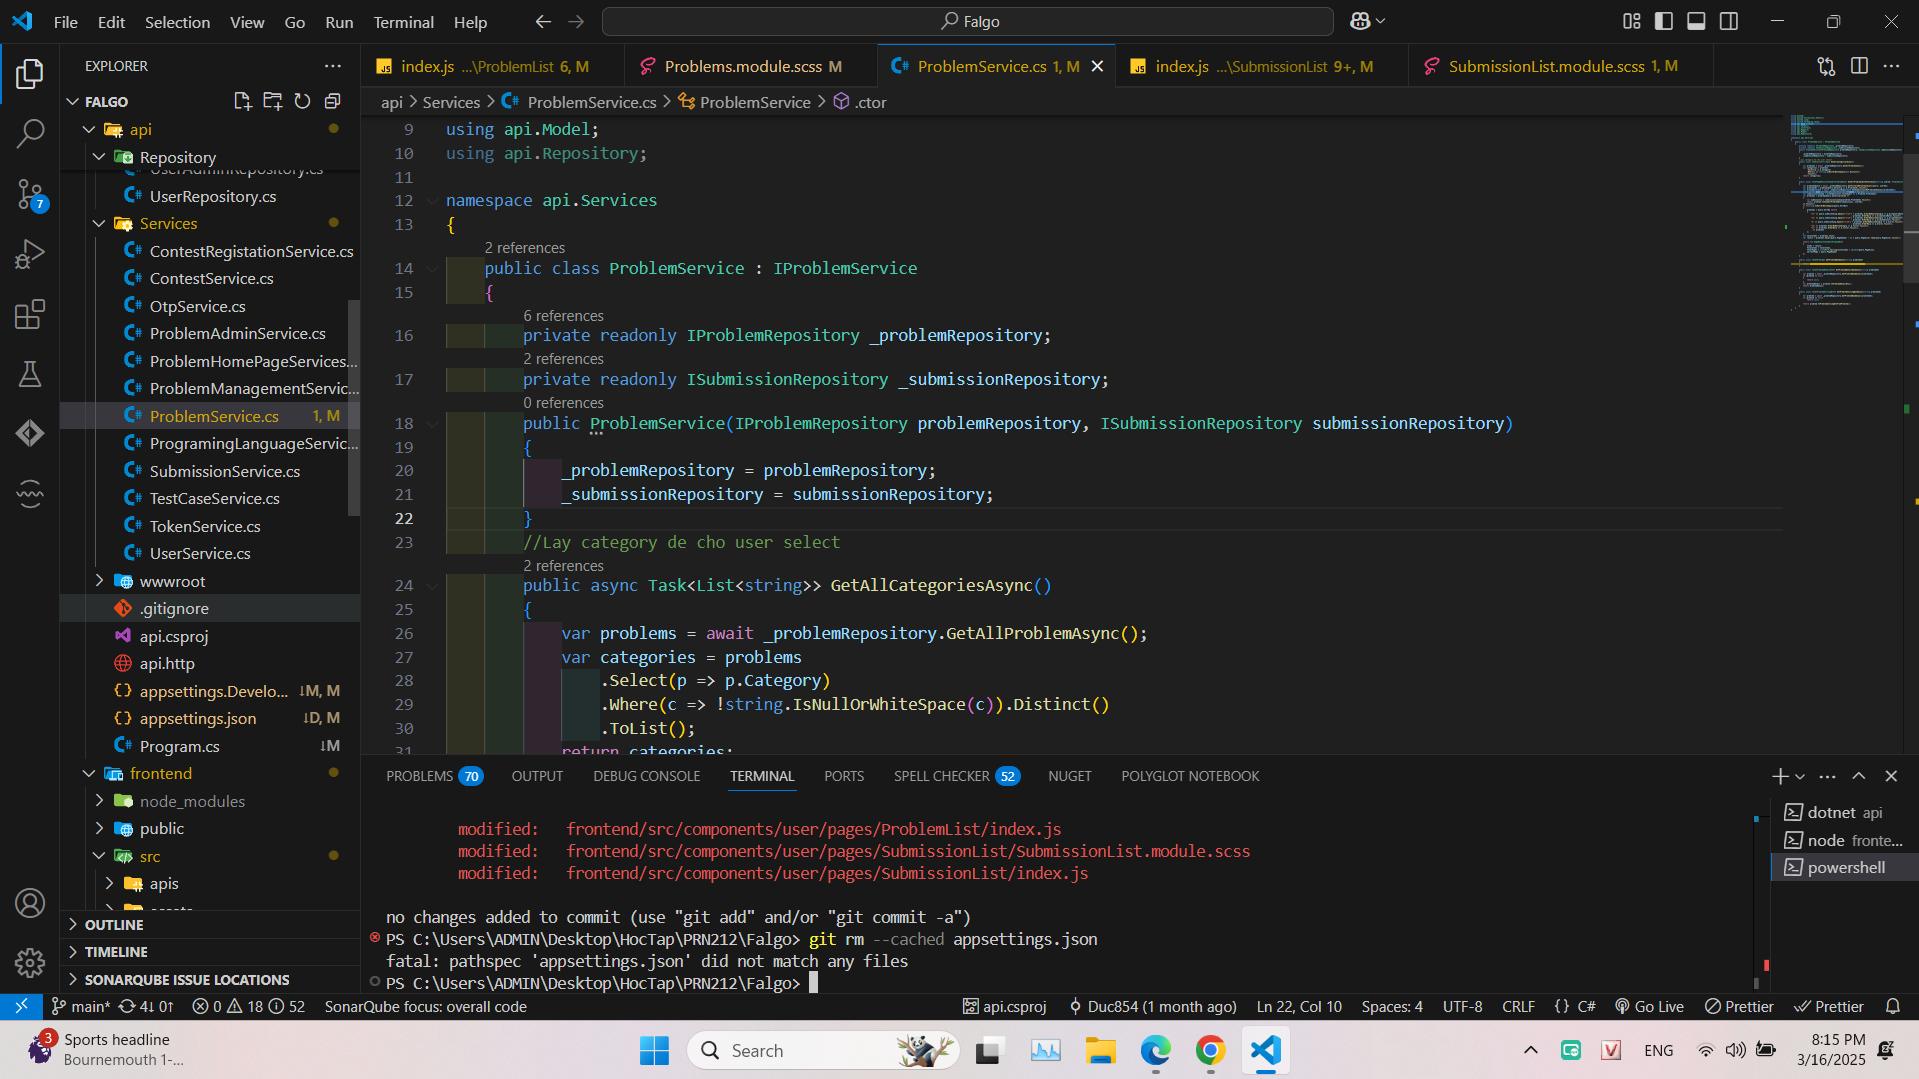 File Edit Selection View Go Run Terminal Help
Falgo
EXPLORER
FALGO
api
Repository
UserAdminRepository.cs
UserRepository.cs
Services
ContestRegistationService.cs
ContestService.cs
OtpService.cs
ProblemAdminService.cs
ProblemHomePageServices...
ProblemManagementServic...
ProblemService.cs 1, M
ProgramingLanguageServic...
SubmissionService.cs
TestCaseService.cs
TokenService.cs
UserService.cs
wwwroot
.gitignore
api.csproj
api.http
appsettings.Develo... ↓M, M
appsettings.json ↓D, M
Program.cs ↓M
frontend
node_modules
public
src
apis
OUTLINE
TIMELINE
SONARQUBE ISSUE LOCATIONS
7
index.js ...\ProblemList 6, M
Problems.module.scss M
ProblemService.cs 1, M
index.js ...\SubmissionList 9+, M
SubmissionList.module.scss 1, M
api > Services > ProblemService.cs > ProblemService > .ctor
9 using api.Model;
10 using api.Repository;
11
12 namespace api.Services
13 {
2 references
14 public class ProblemService : IProblemService
15 {
6 references
16 private readonly IProblemRepository _problemRepository;
2 references
17 private readonly ISubmissionRepository _submissionRepository;
0 references
18 public ProblemService(IProblemRepository problemRepository, ISubmissionRepository submissionRepository)
19 {
20 _problemRepository = problemRepository;
21 _submissionRepository = submissionRepository;
22 }
23 //Lay category de cho user select
2 references
24 public async Task<List<string>> GetAllCategoriesAsync()
25 {
26 var problems = await _problemRepository.GetAllProblemAsync();
27 var categories = problems
28 .Select(p => p.Category)
29 .Where(c => !string.IsNullOrWhiteSpace(c)).Distinct()
30 .ToList();
31 return categories;
PROBLEMS 70 OUTPUT DEBUG CONSOLE TERMINAL PORTS SPELL CHECKER 52 NUGET POLYGLOT NOTEBOOK
modified: frontend/src/components/user/pages/ProblemList/index.js
modified: frontend/src/components/user/pages/SubmissionList/SubmissionList.module.scss
modified: frontend/src/components/user/pages/SubmissionList/index.js
no changes added to commit (use "git add" and/or "git commit -a")
PS C:\Users\ADMIN\Desktop\HocTap\PRN212\Falgo> git rm --cached appsettings.json
fatal: pathspec 'appsettings.json' did not match any files
PS C:\Users\ADMIN\Desktop\HocTap\PRN212\Falgo>
dotnet api
node fronte...
powershell
main* 4↓ 0↑ 0 18 52 SonarQube focus: overall code
api.csproj Duc854 (1 month ago) Ln 22, Col 10 Spaces: 4 UTF-8 CRLF {} C# Go Live Prettier Prettier
3
Sports headline
Bournemouth 1-...
Search
ENG
8:15 PM
3/16/2025